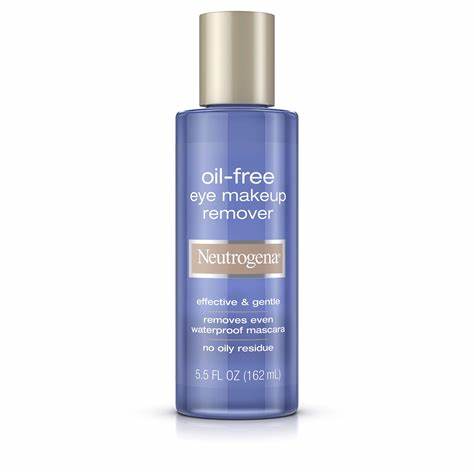 oil-free
eye makeup
remover
Neutrogena®
effective & gentle
removes even
waterproof mascara
no oily residue
5.5 FL OZ (162 mL)